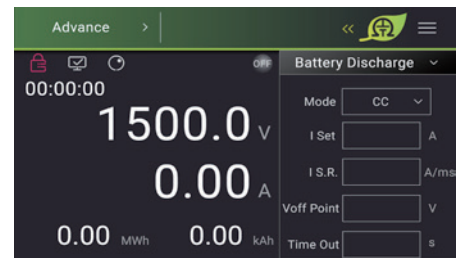 Advance > «
OFF Battery Discharge
00:00:00
Mode CC
1500.0 V
I Set A
I S.R. A/ms
0.00 A
Voff Point V
0.00 MWh 0.00 kAh
Time Out s